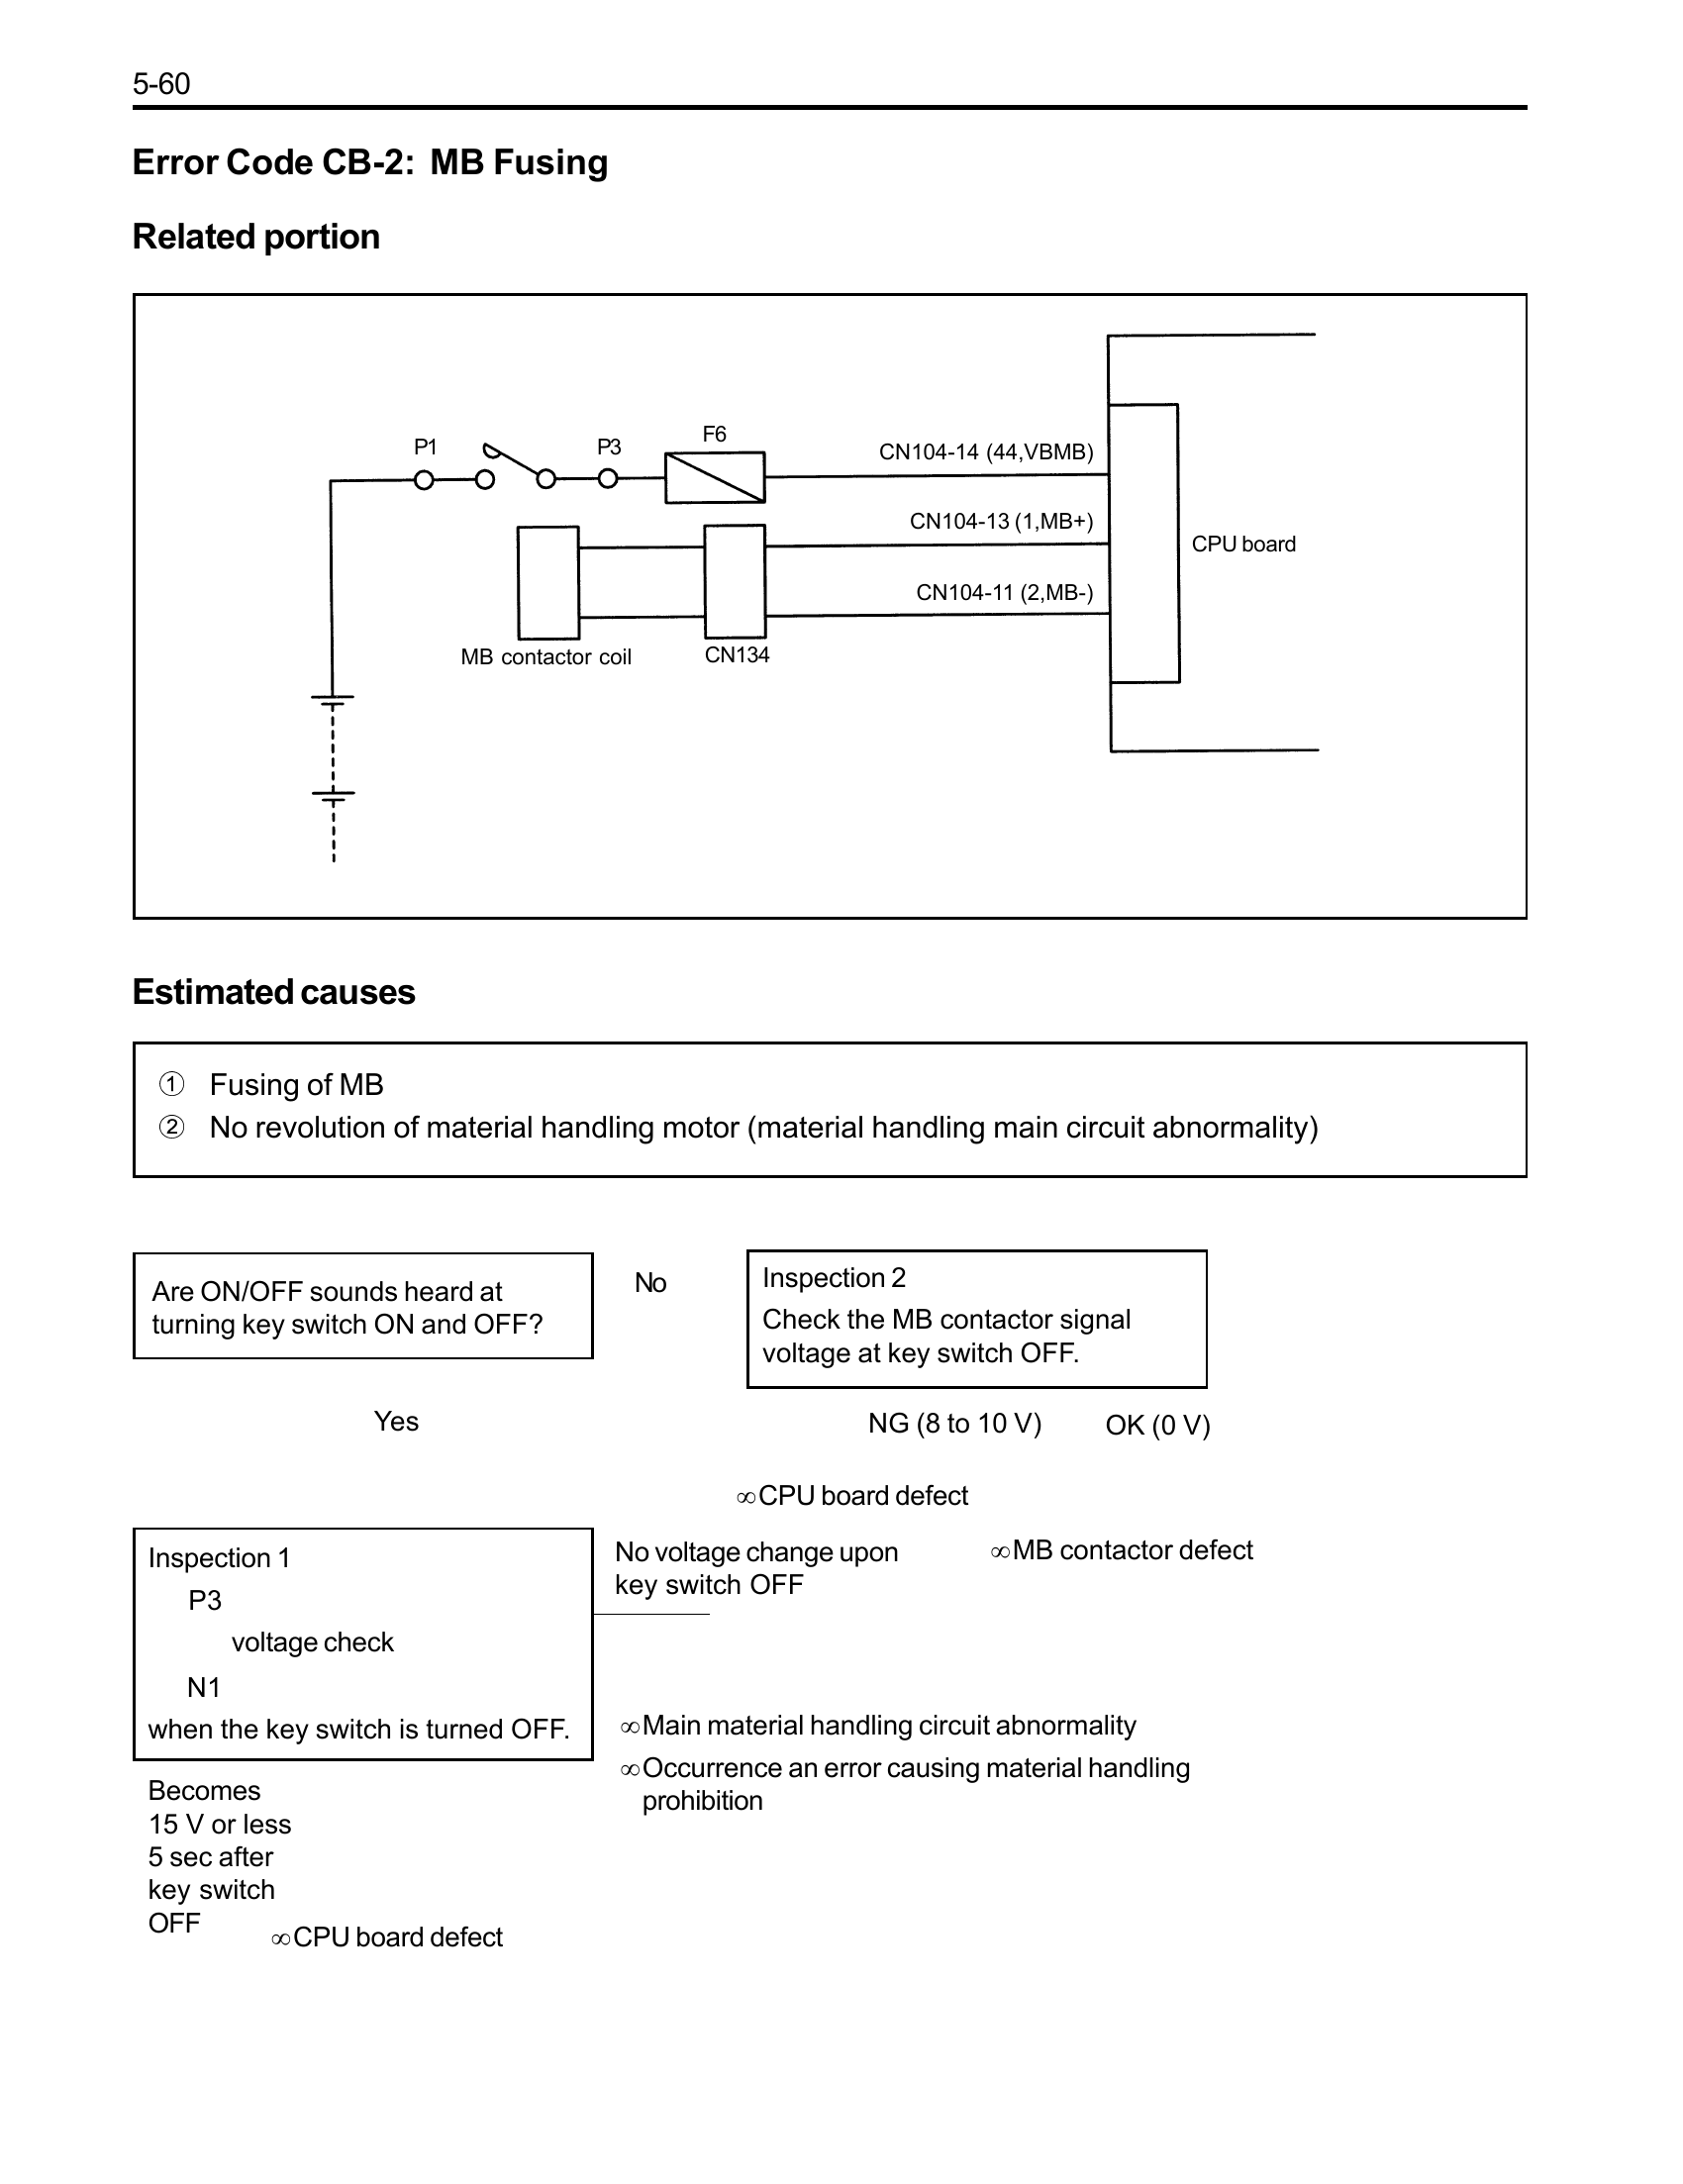 5-60
Error Code CB-2: MB Fusing
Related portion
P1
P3
F6
CN104-14 (44,VBMB)
CN104-13 (1,MB+)
CPU board
CN104-11 (2,MB-)
MB contactor coil
CN134
Estimated causes
① Fusing of MB
② No revolution of material handling motor (material handling main circuit abnormality)
Are ON/OFF sounds heard at
turning key switch ON and OFF?
No
Inspection 2
Check the MB contactor signal
voltage at key switch OFF.
Yes
NG (8 to 10 V)
OK (0 V)
∞CPU board defect
Inspection 1
P3
voltage check
N1
when the key switch is turned OFF.
No voltage change upon
key switch OFF
∞MB contactor defect
∞Main material handling circuit abnormality
∞Occurrence an error causing material handling
prohibition
Becomes
15 V or less
5 sec after
key switch
OFF
∞CPU board defect